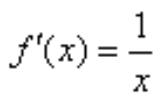 f'(x) = 1/x